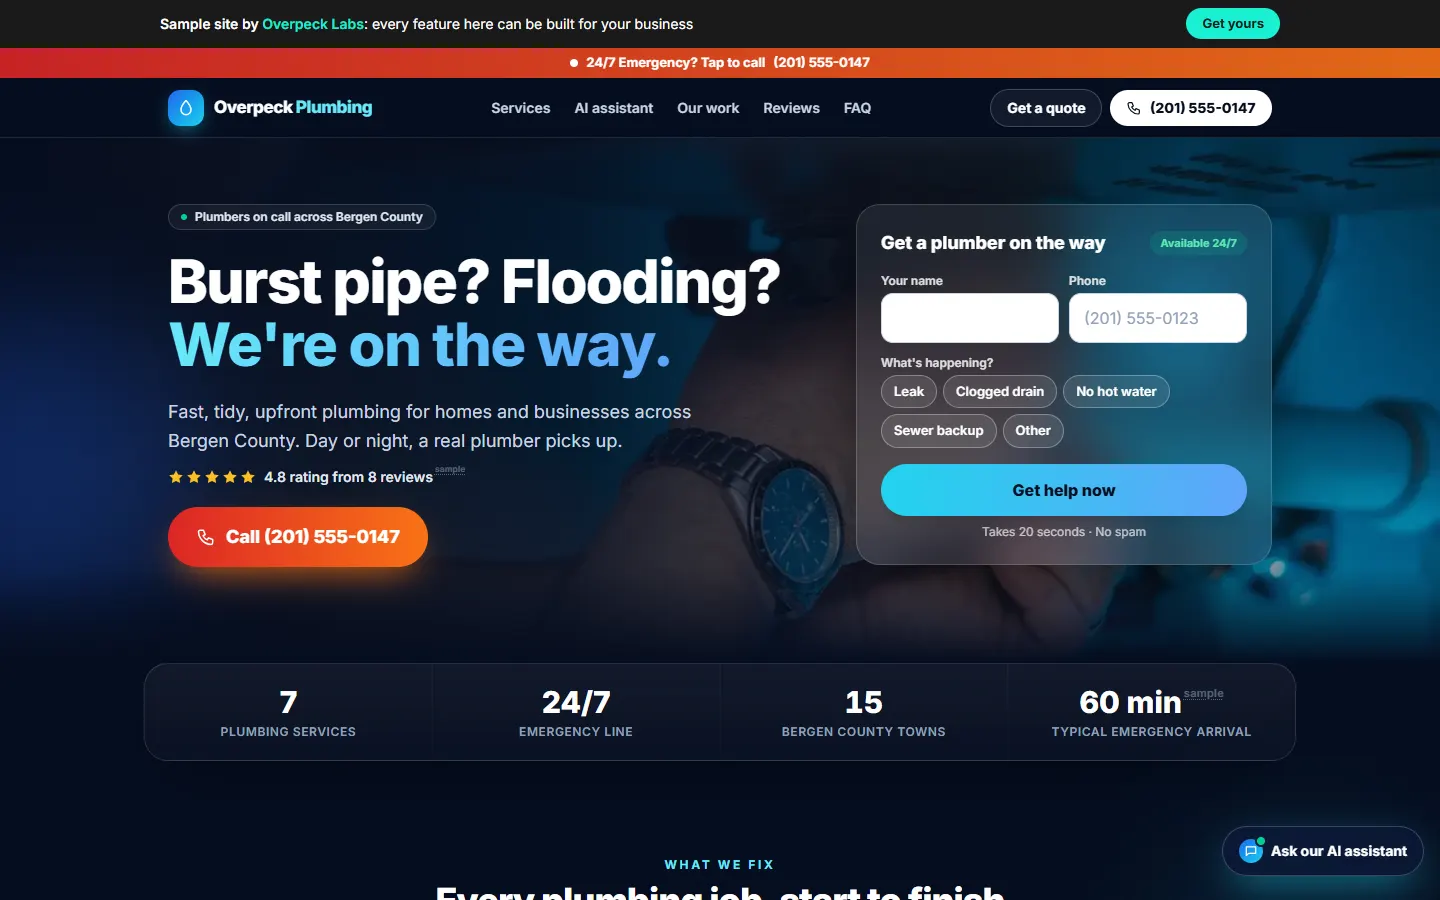 Sample site by Overpeck Labs: every feature here can be built for your business
Get yours
24/7 Emergency? Tap to call (201) 555-0147
Overpeck Plumbing
Services
AI assistant
Our work
Reviews
FAQ
Get a quote
(201) 555-0147
Plumbers on call across Bergen County
Burst pipe? Flooding?
We're on the way.
Fast, tidy, upfront plumbing for homes and businesses across
Bergen County. Day or night, a real plumber picks up.
4.8 rating from 8 reviews sample
Call (201) 555-0147
Get a plumber on the way
Available 24/7
Your name
Phone
(201) 555-0123
What's happening?
Leak
Clogged drain
No hot water
Sewer backup
Other
Get help now
Takes 20 seconds · No spam
7
PLUMBING SERVICES
24/7
EMERGENCY LINE
15
BERGEN COUNTY TOWNS
60 min sample
TYPICAL EMERGENCY ARRIVAL
WHAT WE FIX
Every plumbing job, start to finish
Ask our AI assistant